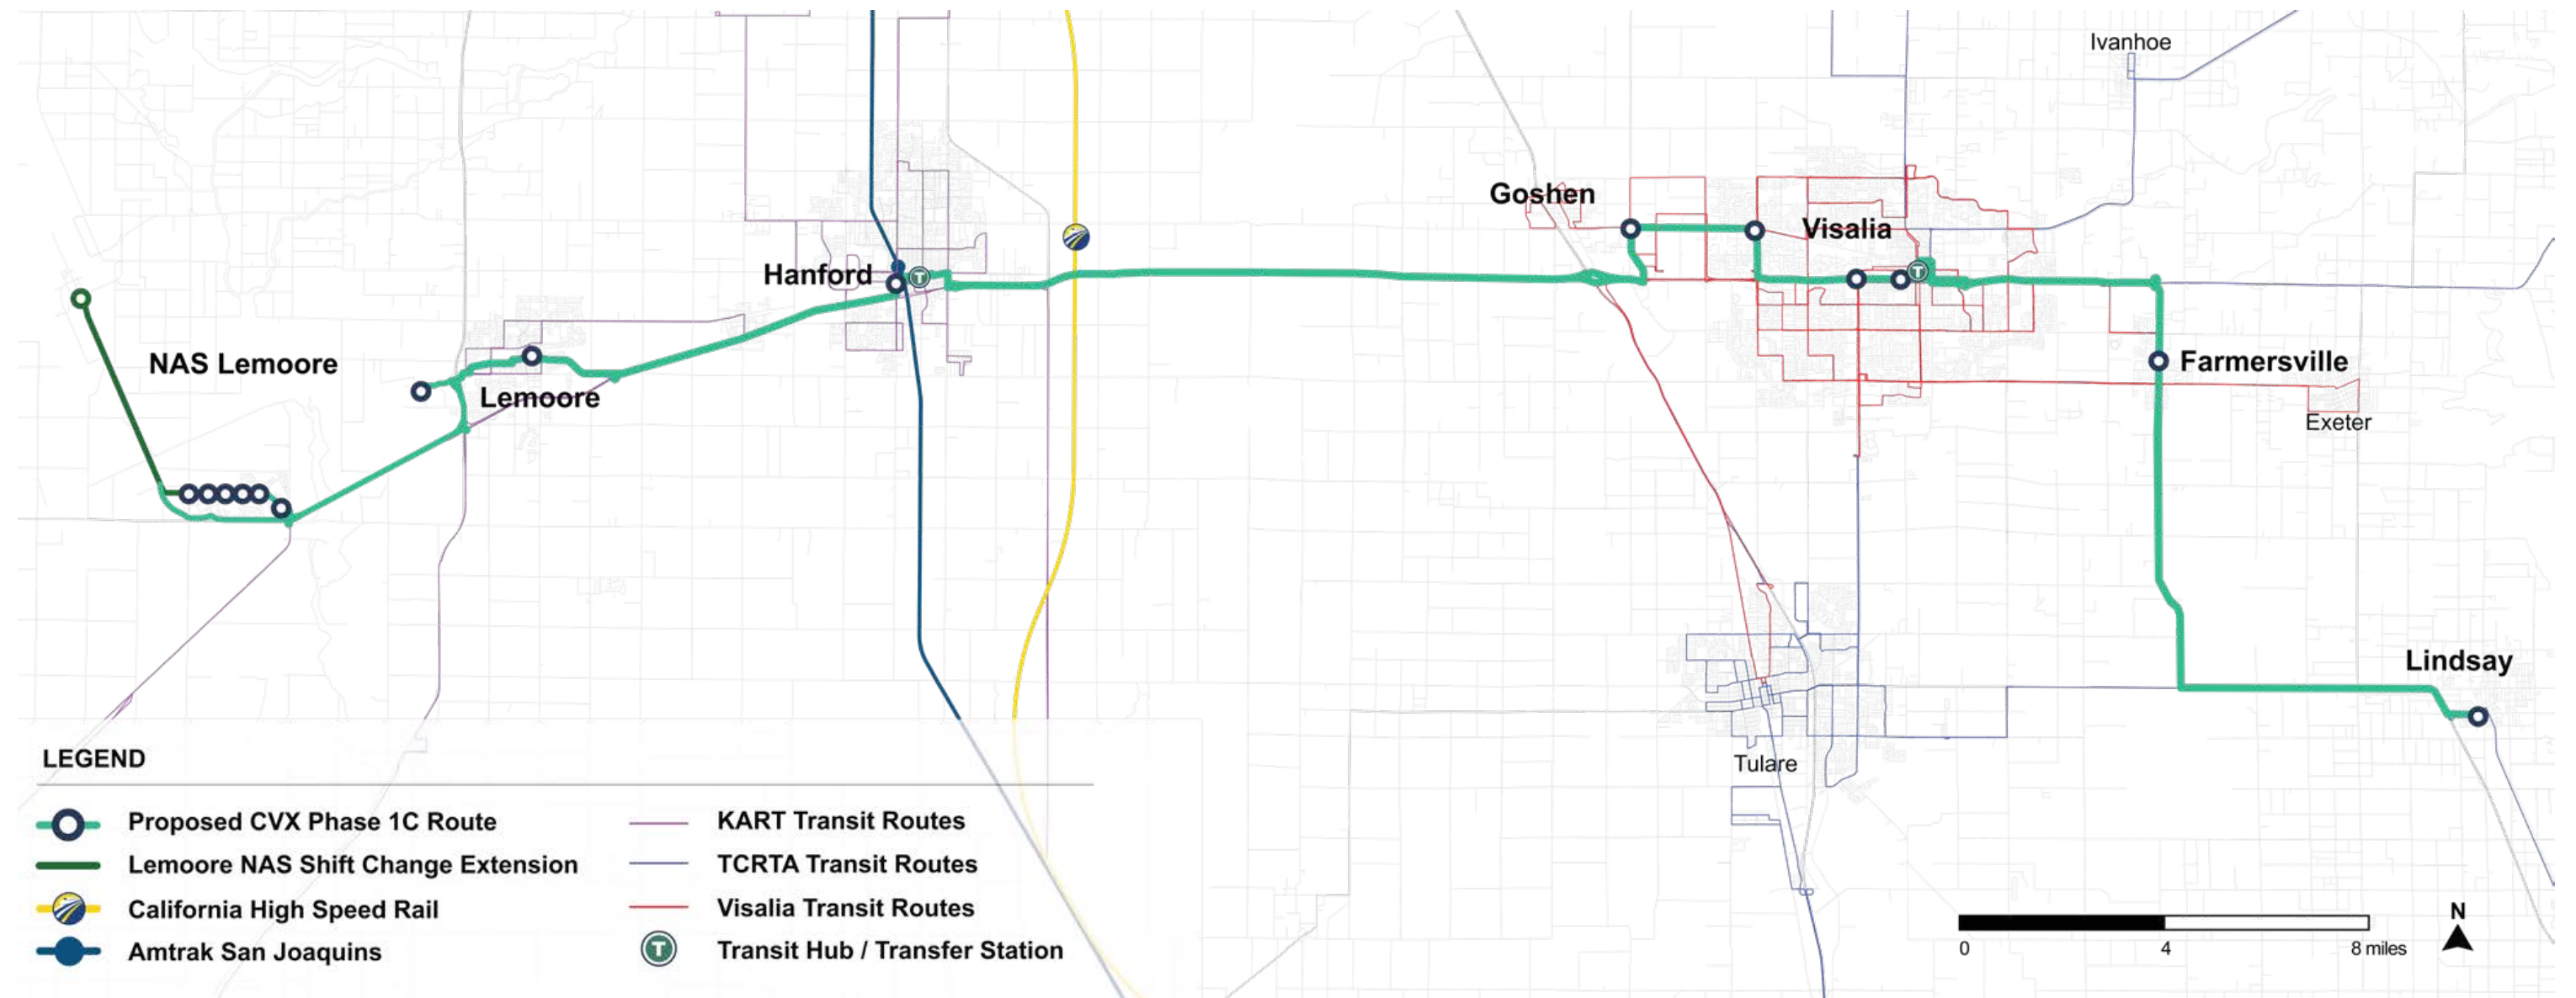 Ivanhoe
Goshen
Visalia
Hanford
T
T
NAS Lemoore
Lemoore
Farmersville
Exeter
Lindsay
Tulare
LEGEND
Proposed CVX Phase 1C Route
Lemoore NAS Shift Change Extension
California High Speed Rail
Amtrak San Joaquins
KART Transit Routes
TCRTA Transit Routes
Visalia Transit Routes
T Transit Hub / Transfer Station
N
0 4 8 miles